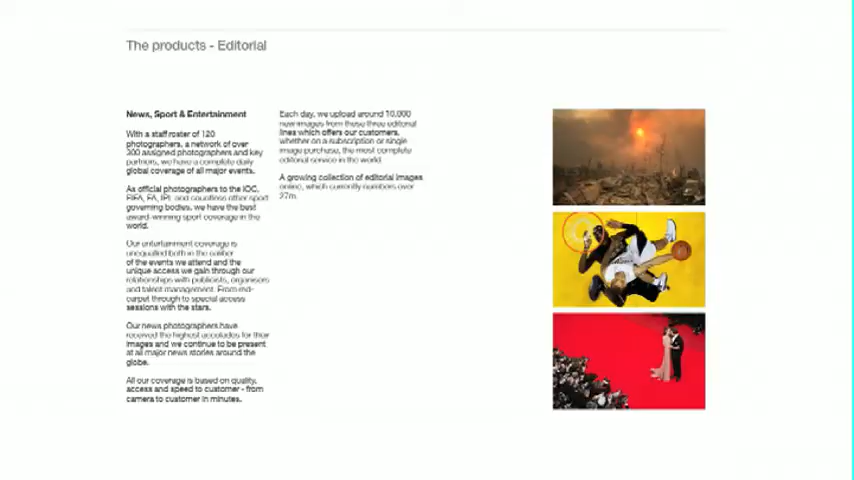 The products - Editorial
News, Sport & Entertainment
With a staff roster of 120
photographers, a network of over
300 assigned photographers and key
partners, we have a complete daily
global coverage of all major events.
As official photographers to the IOC,
FIFA, FA, IPL and countless other sport
governing bodies, we have the best
award-winning sport coverage in the
world.
Our entertainment coverage is
unequalled both in the caliber
of the events we attend and the
unique access we gain through our
relationships with publicists, organisers
and talent management. From red-
carpet through to special access
sessions with the stars.
Our news photographers have
received the highest accolades for their
images and we continue to be present
at all major news stories around the
globe.
All our coverage is based on quality,
access and speed to customer - from
camera to customer in minutes.
Each day, we upload around 10,000
new images from these three editorial
lines which offers our customers,
whether on a subscription or single
image purchase, the most complete
editorial service in the world.
A growing collection of editorial images
online, which currently numbers over
27m.